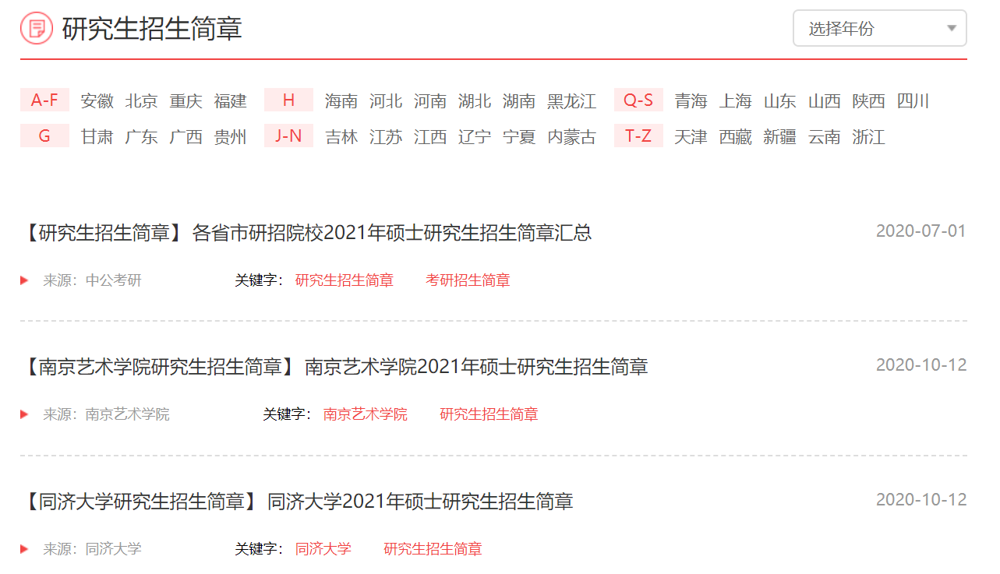 研究生招生简章 选择年份
A-F 安徽 北京 重庆 福建 H 海南 河北 河南 湖北 湖南 黑龙江 Q-S 青海 上海 山东 山西 陕西 四川
G 甘肃 广东 广西 贵州 J-N 吉林 江苏 江西 辽宁 宁夏 内蒙古 T-Z 天津 西藏 新疆 云南 浙江
【研究生招生简章】 各省市研招院校2021年硕士研究生招生简章汇总 2020-07-01
来源：中公考研 关键字： 研究生招生简章 考研招生简章
【南京艺术学院研究生招生简章】 南京艺术学院2021年硕士研究生招生简章 2020-10-12
来源：南京艺术学院 关键字： 南京艺术学院 研究生招生简章
【同济大学研究生招生简章】 同济大学2021年硕士研究生招生简章 2020-10-12
来源：同济大学 关键字： 同济大学 研究生招生简章